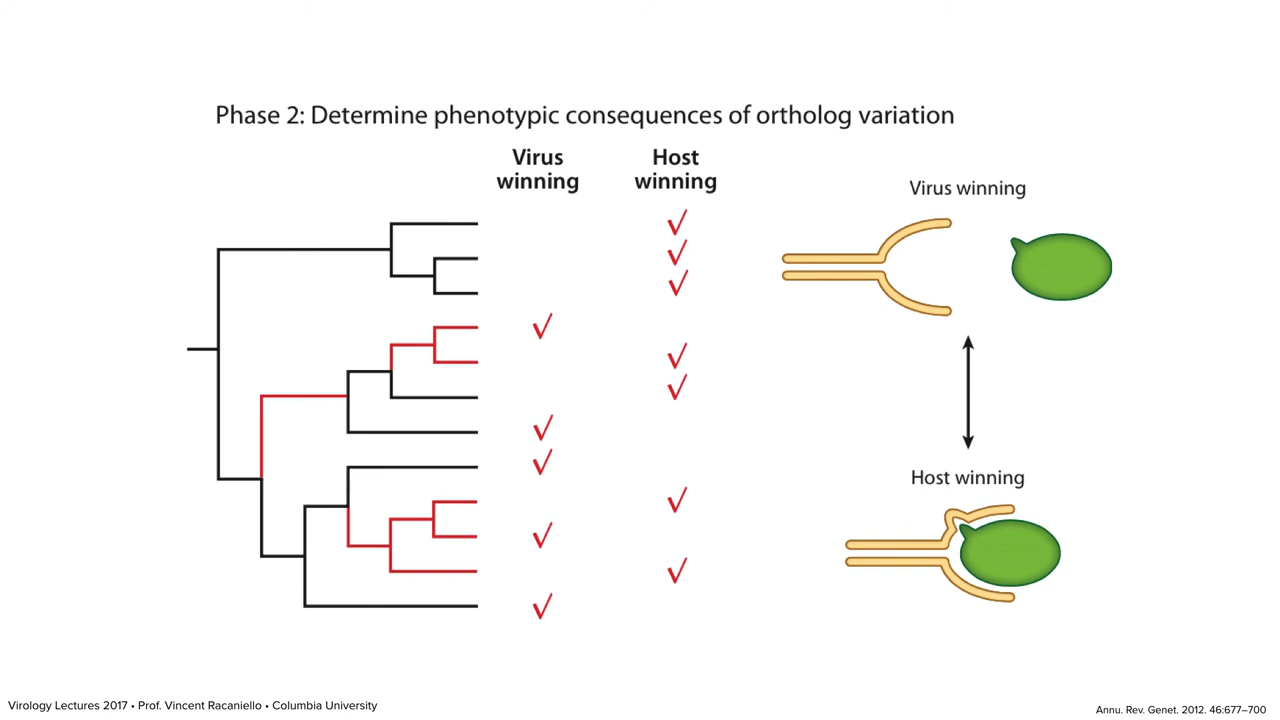 Phase 2: Determine phenotypic consequences of ortholog variation
Virus
winning
Host
winning
Virus winning
Host winning
Virology Lectures 2017 • Prof. Vincent Racaniello • Columbia University
Annu. Rev. Genet. 2012. 46:677–700